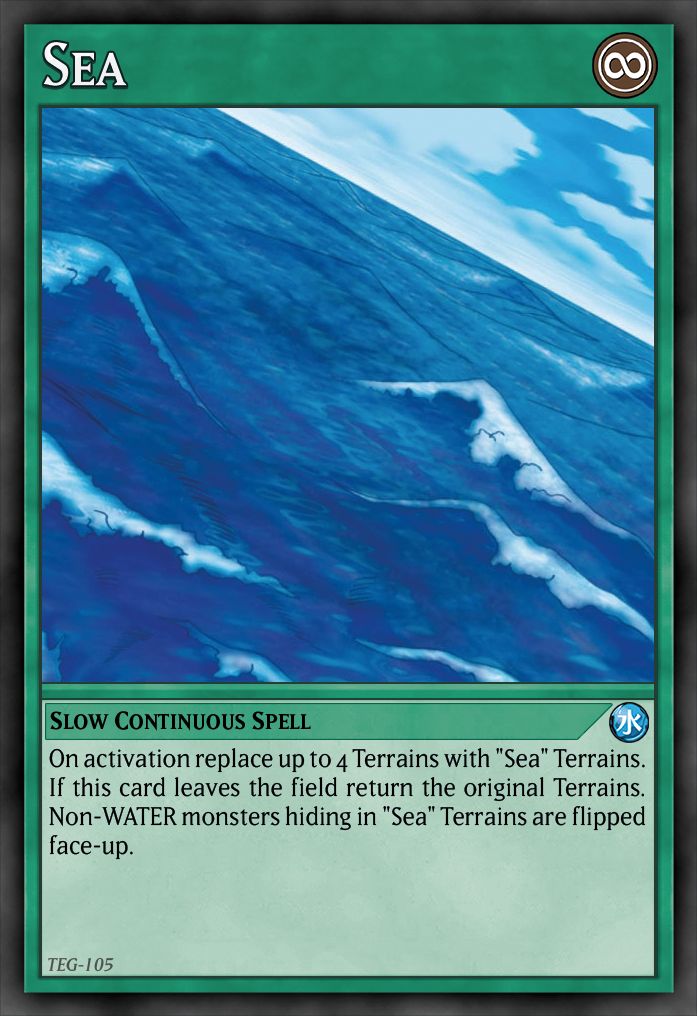 Sea
Slow Continuous Spell
水
On activation replace up to 4 Terrains with "Sea" Terrains.
If this card leaves the field return the original Terrains.
Non-WATER monsters hiding in "Sea" Terrains are flipped
face-up.
TEG-105